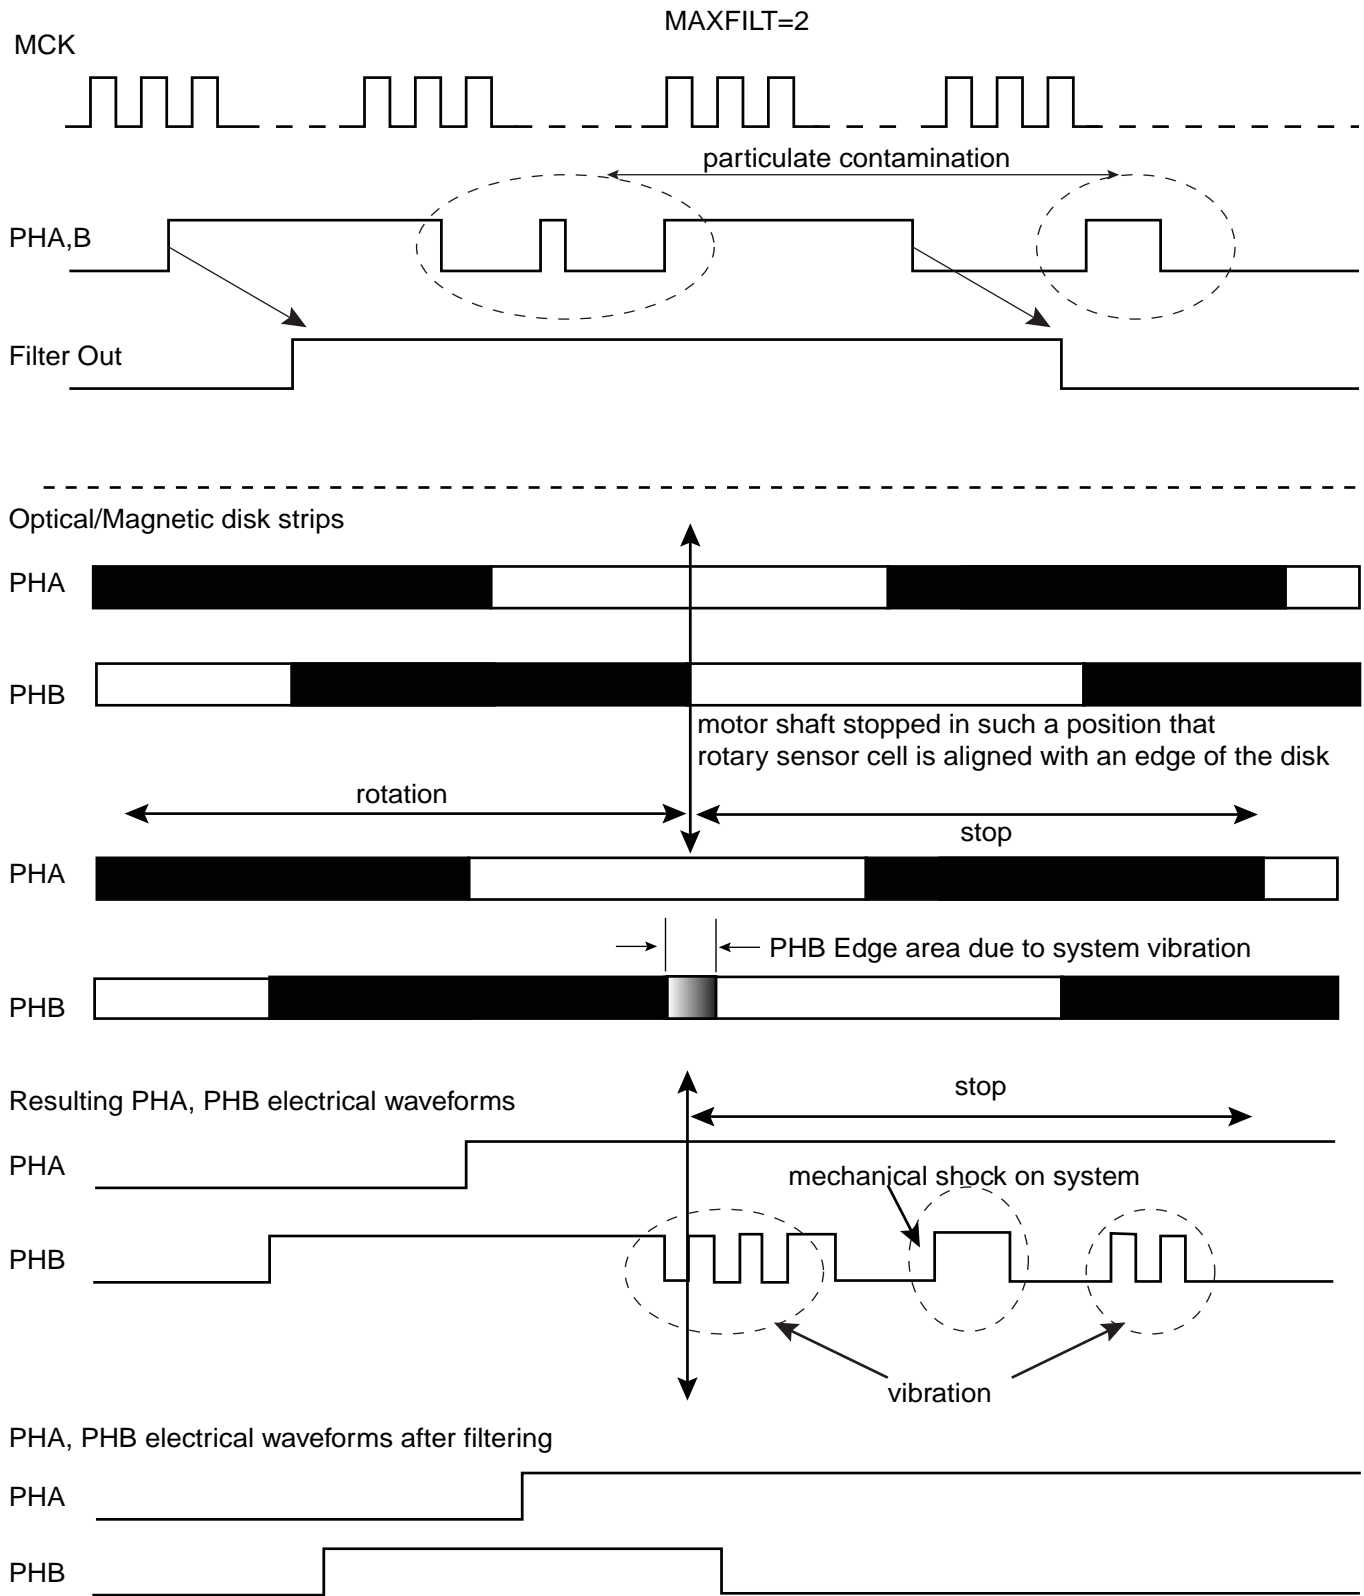 MAXFILT=2
MCK
particulate contamination
PHA,B
Filter Out
Optical/Magnetic disk strips
PHA
PHB
motor shaft stopped in such a position that
rotary sensor cell is aligned with an edge of the disk
rotation
stop
PHA
PHB Edge area due to system vibration
PHB
Resulting PHA, PHB electrical waveforms
stop
PHA
mechanical shock on system
PHB
vibration
PHA, PHB electrical waveforms after filtering
PHA
PHB